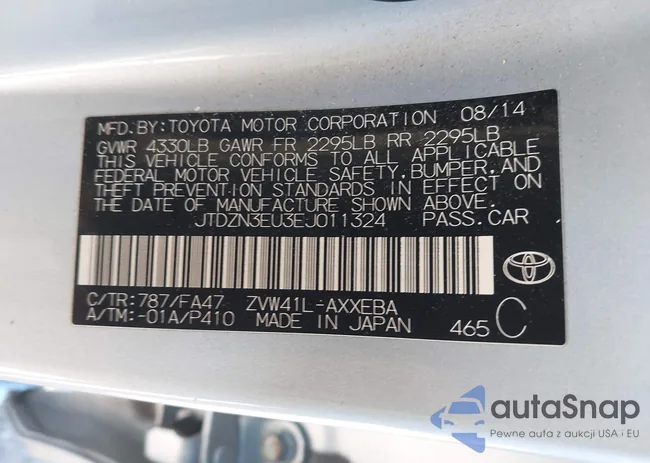 MFD.BY:TOYOTA MOTOR CORPORATION 08/14
GVWR 4330LB GAWR FR 2295LB RR 2295LB
THIS VEHICLE CONFORMS TO ALL APPLICABLE
FEDERAL MOTOR VEHICLE SAFETY, BUMPER, AND
THEFT PREVENTION STANDARDS IN EFFECT ON
THE DATE OF MANUFACTURE SHOWN ABOVE.
JTDZN3EU3EJ011324 PASS.CAR
C/TR:787/FA47 ZVW41L-AXXEBA
A/TM:-01A/P410 MADE IN JAPAN 465 C
autaSnap
Pewne auta z aukcji USA i EU